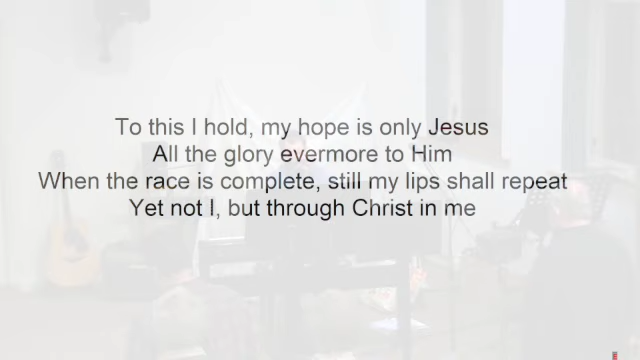 To this I hold, my hope is only Jesus
All the glory evermore to Him
When the race is complete, still my lips shall repeat
Yet not I, but through Christ in me